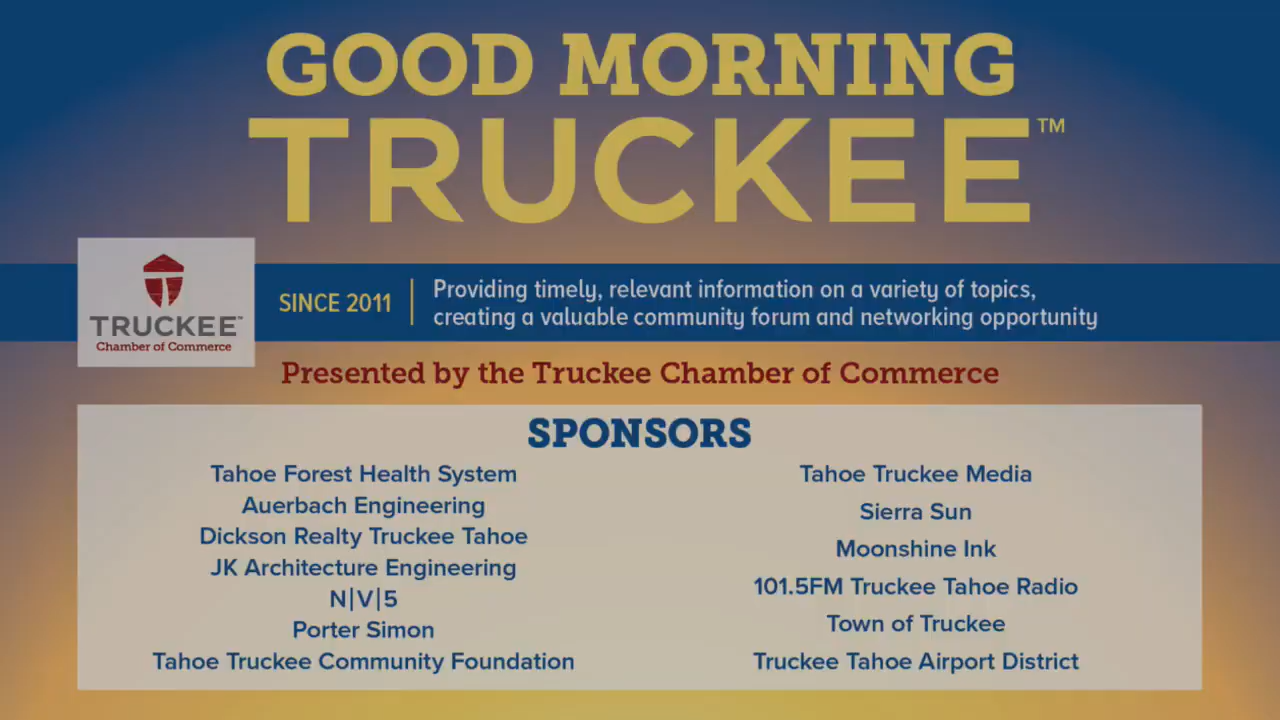 GOOD MORNING
TRUCKEE™
TRUCKEE™
Chamber of Commerce
SINCE 2011
Providing timely, relevant information on a variety of topics,
creating a valuable community forum and networking opportunity
Presented by the Truckee Chamber of Commerce
SPONSORS
Tahoe Forest Health System
Auerbach Engineering
Dickson Realty Truckee Tahoe
JK Architecture Engineering
N|V|5
Porter Simon
Tahoe Truckee Community Foundation
Tahoe Truckee Media
Sierra Sun
Moonshine Ink
101.5FM Truckee Tahoe Radio
Town of Truckee
Truckee Tahoe Airport District